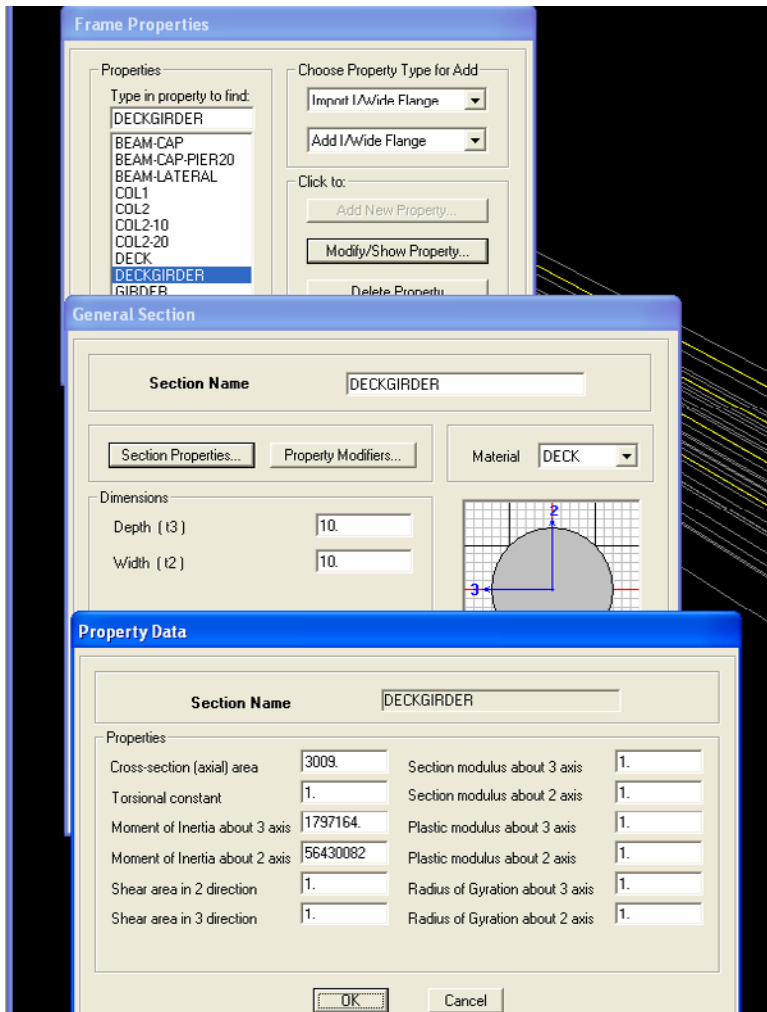 Frame Properties
Properties
Type in property to find:
DECKGIRDER
BEAM-CAP
BEAM-CAP-PIER20
BEAM-LATERAL
COL1
COL2
COL2-10
COL2-20
DECK
DECKGIRDER
GIRDER
Choose Property Type for Add
Import I/Wide Flange
Add I/Wide Flange
Click to:
Add New Property...
Modify/Show Property...
Delete Property
General Section
Section Name DECKGIRDER
Section Properties... Property Modifiers... Material DECK
Dimensions
Depth ( t3 ) 10.
Width ( t2 ) 10.
2
3
Property Data
Section Name DECKGIRDER
Properties
Cross-section (axial) area 3009. Section modulus about 3 axis 1.
Torsional constant 1. Section modulus about 2 axis 1.
Moment of Inertia about 3 axis 1797164. Plastic modulus about 3 axis 1.
Moment of Inertia about 2 axis 56430082 Plastic modulus about 2 axis 1.
Shear area in 2 direction 1. Radius of Gyration about 3 axis 1.
Shear area in 3 direction 1. Radius of Gyration about 2 axis 1.
OK Cancel